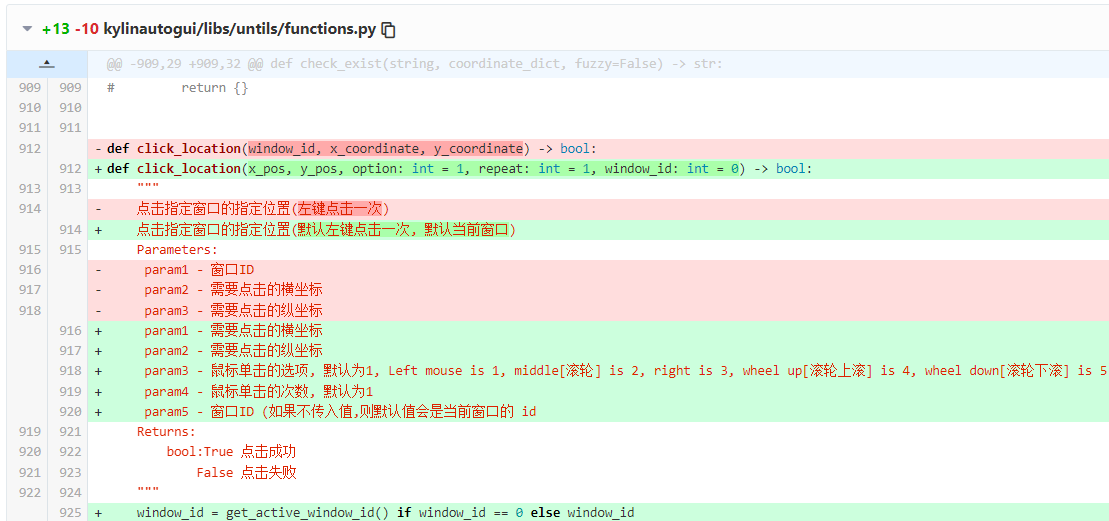 +13 -10 kylinautogui/libs/untils/functions.py
@@ -909,29 +909,32 @@ def check_exist(string, coordinate_dict, fuzzy=False) -> str:
909 909 #         return {}
910 910
911 911
912 - def click_location(window_id, x_coordinate, y_coordinate) -> bool:
912 + def click_location(x_pos, y_pos, option: int = 1, repeat: int = 1, window_id: int = 0) -> bool:
913 913     """
914 -     点击指定窗口的指定位置(左键点击一次)
914 +     点击指定窗口的指定位置(默认左键点击一次, 默认当前窗口)
915 915     Parameters:
916 -      param1 - 窗口ID
917 -      param2 - 需要点击的横坐标
918 -      param3 - 需要点击的纵坐标
916 +      param1 - 需要点击的横坐标
917 +      param2 - 需要点击的纵坐标
918 +      param3 - 鼠标单击的选项, 默认为1, Left mouse is 1, middle[滚轮] is 2, right is 3, wheel up[滚轮上滚] is 4, wheel down[滚轮下滚] is 5
919 +      param4 - 鼠标单击的次数, 默认为1
920 +      param5 - 窗口ID (如果不传入值,则默认值会是当前窗口的 id
919 921     Returns:
920 922         bool:True 点击成功
921 923             False 点击失败
922 924     """
925 +     window_id = get_active_window_id() if window_id == 0 else window_id